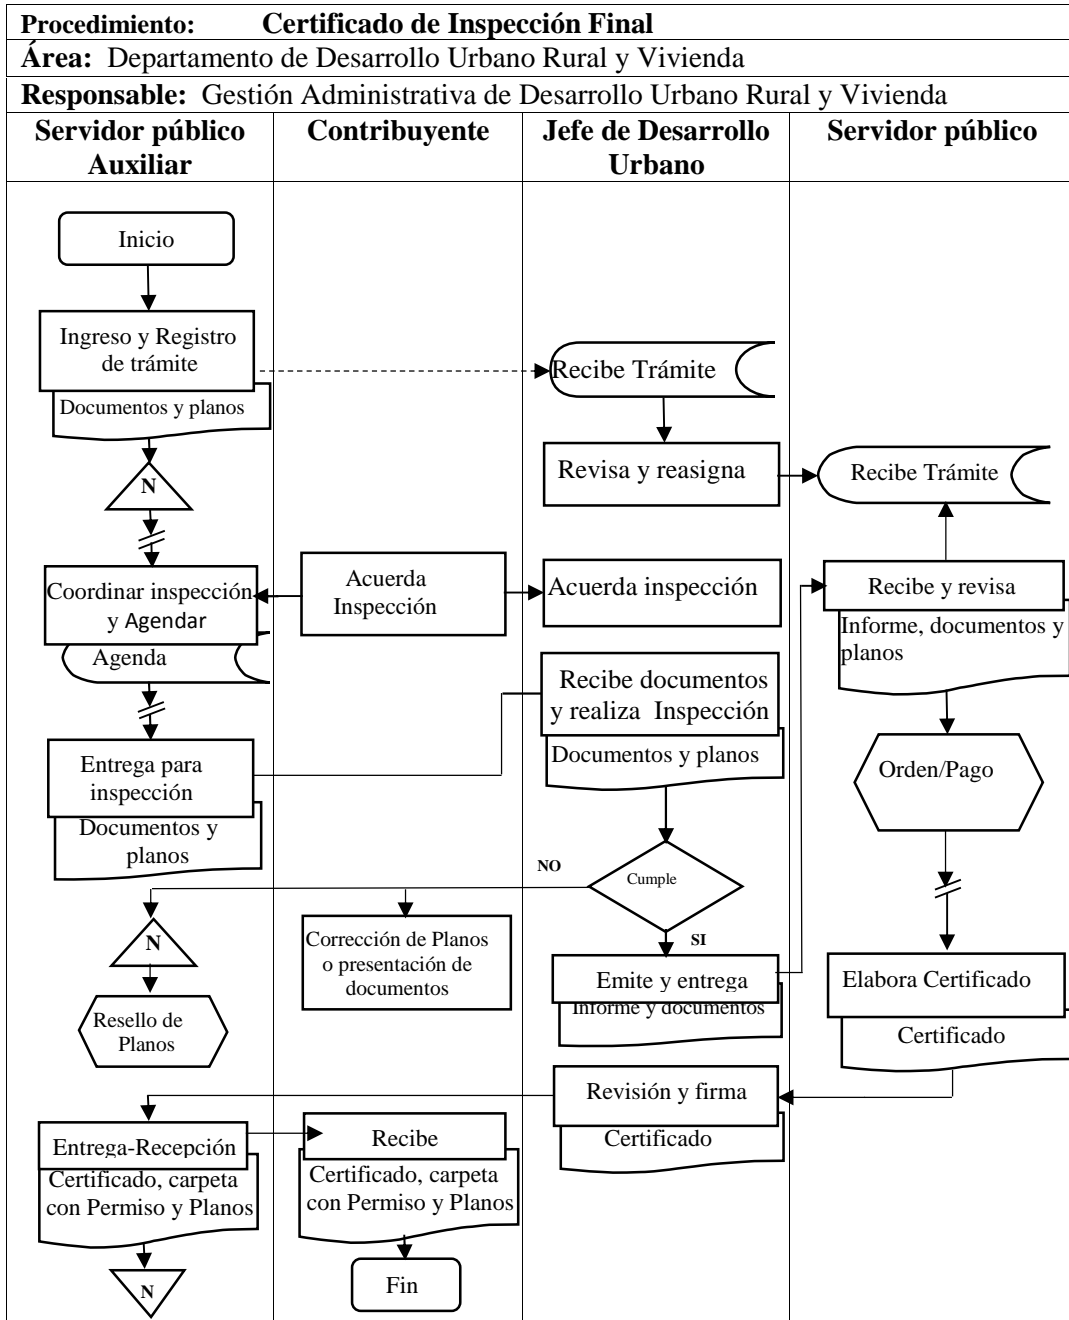 Procedimiento: Certificado de Inspección Final
Área: Departamento de Desarrollo Urbano Rural y Vivienda
Responsable: Gestión Administrativa de Desarrollo Urbano Rural y Vivienda
Servidor público
Auxiliar
Contribuyente
Jefe de Desarrollo
Urbano
Servidor público
Inicio
Ingreso y Registro
de trámite
Documentos y planos
Recibe Trámite
Revisa y reasigna
Recibe Trámite
N
Coordinar inspección
y Agendar
Agenda
Acuerda
Inspección
Acuerda inspección
Recibe y revisa
Informe, documentos y
planos
Recibe documentos
y realiza Inspección
Documentos y planos
Entrega para
inspección
Documentos y
planos
Orden/Pago
Cumple
NO
SI
N
Corrección de Planos
o presentación de
documentos
Emite y entrega
Informe y documentos
Elabora Certificado
Certificado
Resello de
Planos
Revisión y firma
Certificado
Entrega-Recepción
Certificado, carpeta
con Permiso y Planos
Recibe
Certificado, carpeta
con Permiso y Planos
N
Fin